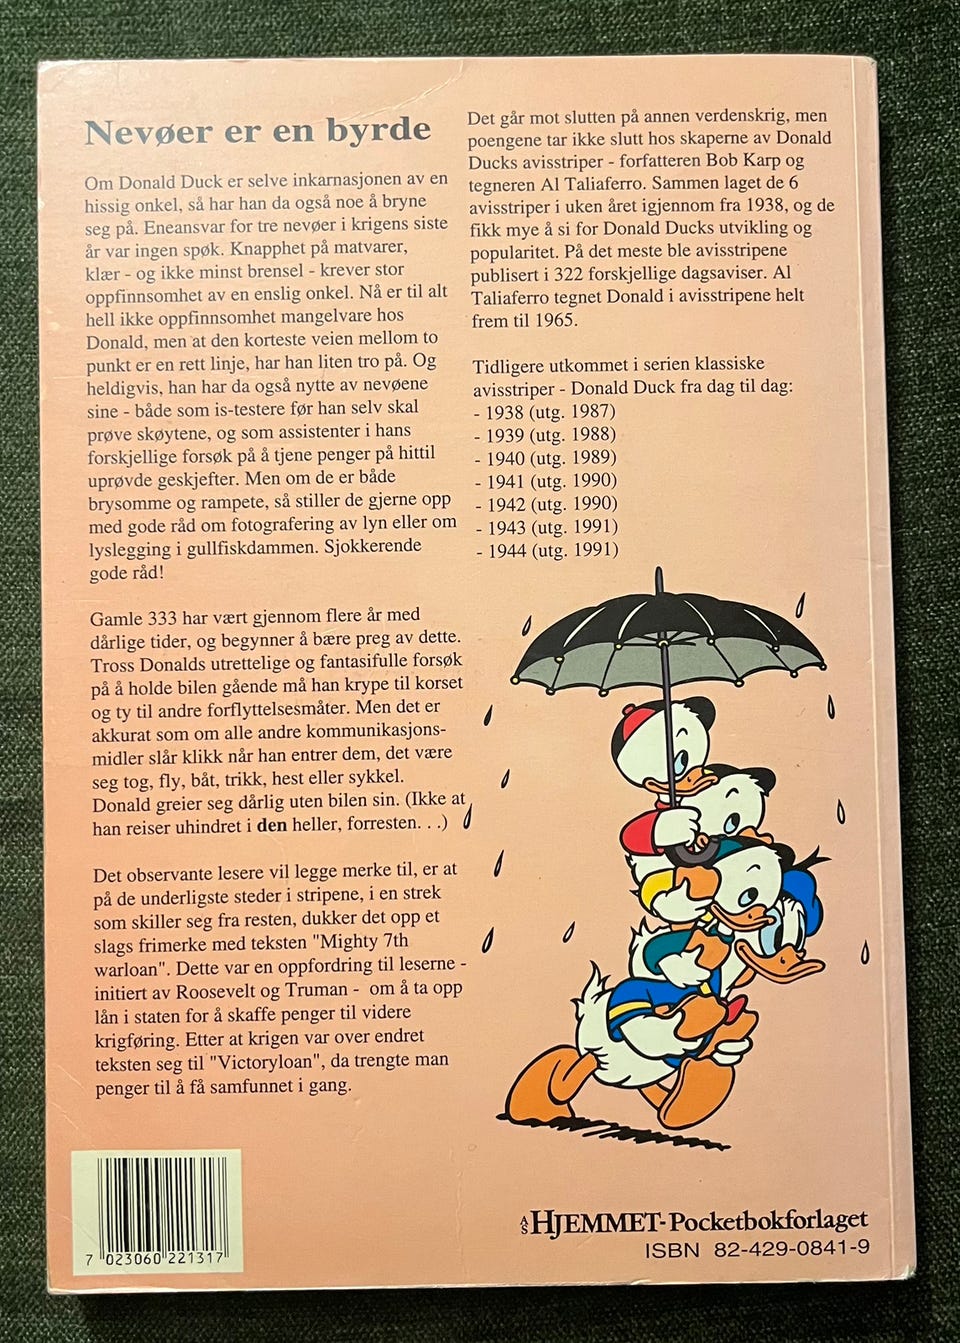 Nevøer er en byrde
Om Donald Duck er selve inkarnasjonen av en
hissig onkel, så har han da også noe å bryne
seg på. Eneansvar for tre nevøer i krigens siste
år var ingen spøk. Knapphet på matvarer,
klær - og ikke minst brensel - krever stor
oppfinnsomhet av en enslig onkel. Nå er til alt
hell ikke oppfinnsomhet mangelvare hos
Donald, men at den korteste veien mellom to
punkt er en rett linje, har han liten tro på. Og
heldigvis, han har da også nytte av nevøene
sine - både som is-testere før han selv skal
prøve skøytene, og som assistenter i hans
forskjellige forsøk på å tjene penger på hittil
uprøvde geskjefter. Men om de er både
brysomme og rampete, så stiller de gjerne opp
med gode råd om fotografering av lyn eller om
lyslegging i gullfiskdammen. Sjokkerende
gode råd!
Gamle 333 har vært gjennom flere år med
dårlige tider, og begynner å bære preg av dette.
Tross Donalds utrettelige og fantasifulle forsøk
på å holde bilen gående må han krype til korset
og ty til andre forflyttelsesmåter. Men det er
akkurat som om alle andre kommunikasjons-
midler slår klikk når han entrer dem, det være
seg tog, fly, båt, trikk, hest eller sykkel.
Donald greier seg dårlig uten bilen sin. (Ikke at
han reiser uhindret i den heller, forresten. . .)
Det observante lesere vil legge merke til, er at
på de underligste steder i stripene, i en strek
som skiller seg fra resten, dukker det opp et
slags frimerke med teksten "Mighty 7th
warloan". Dette var en oppfordring til leserne -
initiert av Roosevelt og Truman - om å ta opp
lån i staten for å skaffe penger til videre
krigføring. Etter at krigen var over endret
teksten seg til "Victoryloan", da trengte man
penger til å få samfunnet i gang.
Det går mot slutten på annen verdenskrig, men
poengene tar ikke slutt hos skaperne av Donald
Ducks avisstriper - forfatteren Bob Karp og
tegneren Al Taliaferro. Sammen laget de 6
avisstriper i uken året igjennom fra 1938, og de
fikk mye å si for Donald Ducks utvikling og
popularitet. På det meste ble avisstripene
publisert i 322 forskjellige dagsaviser. Al
Taliaferro tegnet Donald i avisstripene helt
frem til 1965.
Tidligere utkommet i serien klassiske
avisstriper - Donald Duck fra dag til dag:
- 1938 (utg. 1987)
- 1939 (utg. 1988)
- 1940 (utg. 1989)
- 1941 (utg. 1990)
- 1942 (utg. 1990)
- 1943 (utg. 1991)
- 1944 (utg. 1991)
A/S HJEMMET-Pocketbokforlaget
ISBN 82-429-0841-9
7 023060 221317